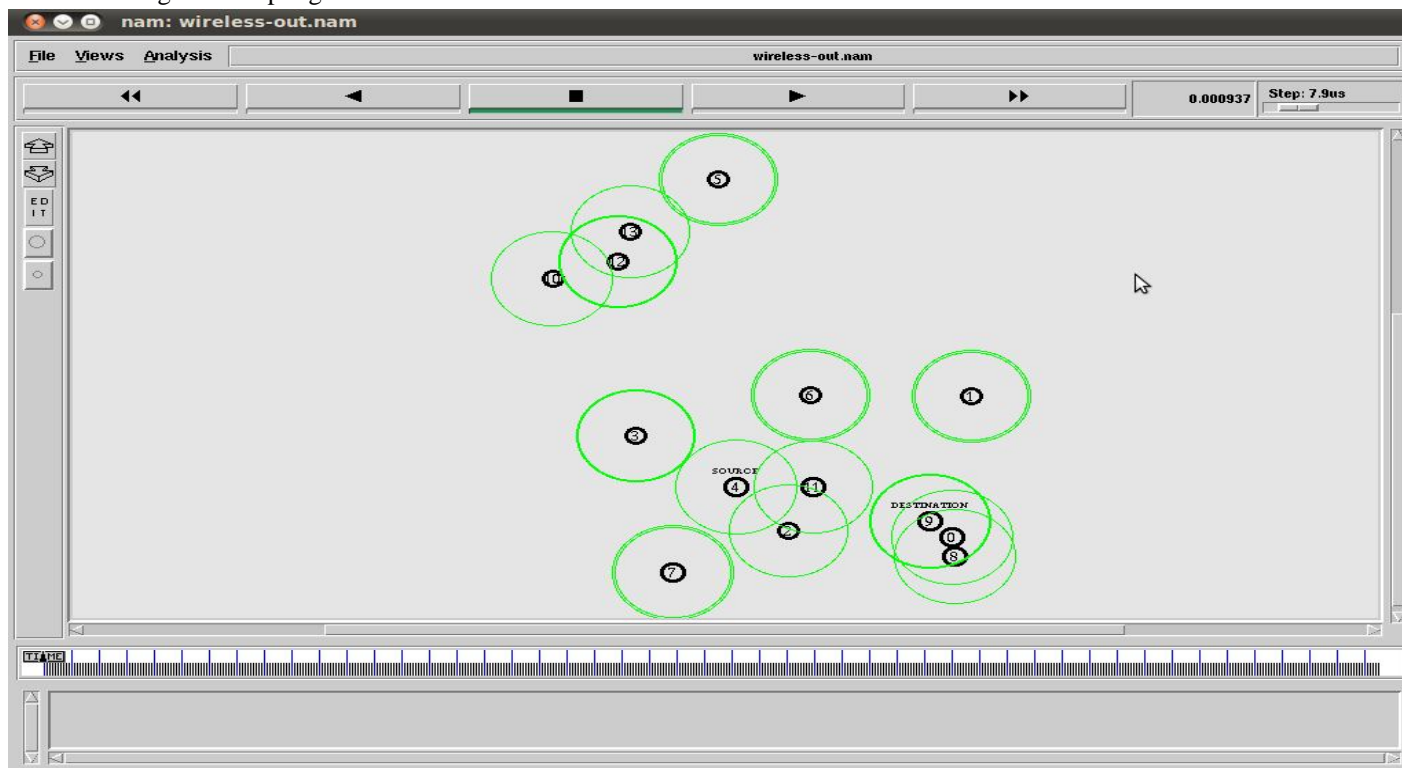 nam: wireless-out.nam
File Views Analysis wireless-out.nam
0.000937 Step: 7.9us
ED
IT
5
13
12
10
6
1
3
SOURCE
4
11
DESTINATION
9
2
0
8
7
TIME